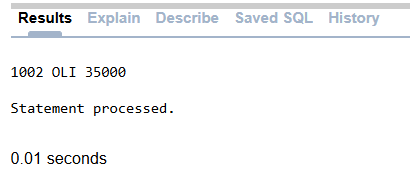 Results Explain Describe Saved SQL History
1002 OLI 35000
Statement processed.
0.01 seconds